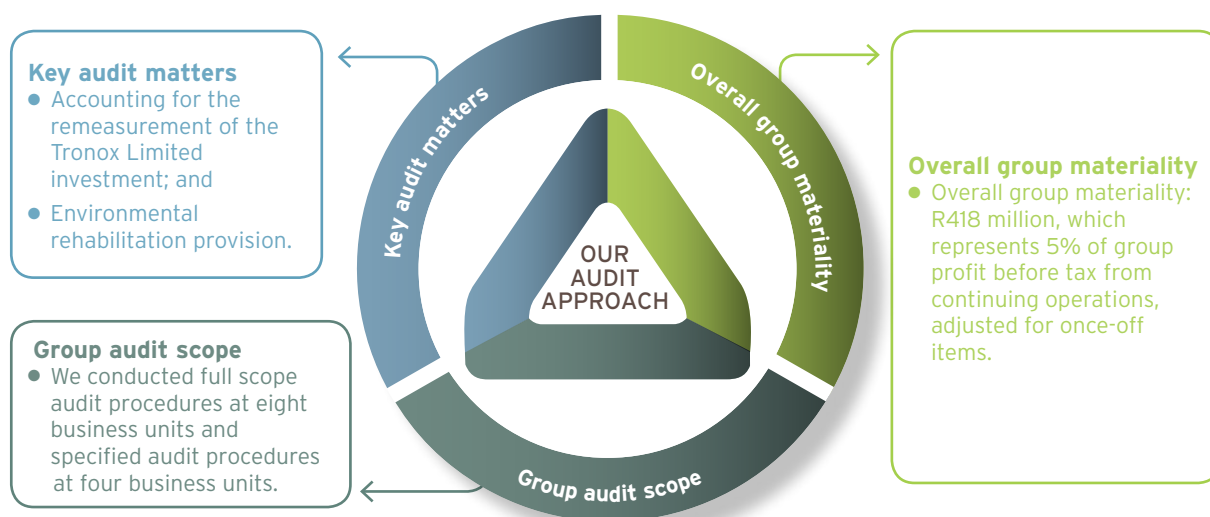 Key audit matters
● Accounting for the
remeasurement of the
Tronox Limited
investment; and
● Environmental
rehabilitation provision.
Group audit scope
● We conducted full scope
audit procedures at eight
business units and
specified audit procedures
at four business units.
Key audit matters
Overall group materiality
OUR
AUDIT
APPROACH
Group audit scope
Overall group materiality
● Overall group materiality:
R418 million, which
represents 5% of group
profit before tax from
continuing operations,
adjusted for once-off
items.